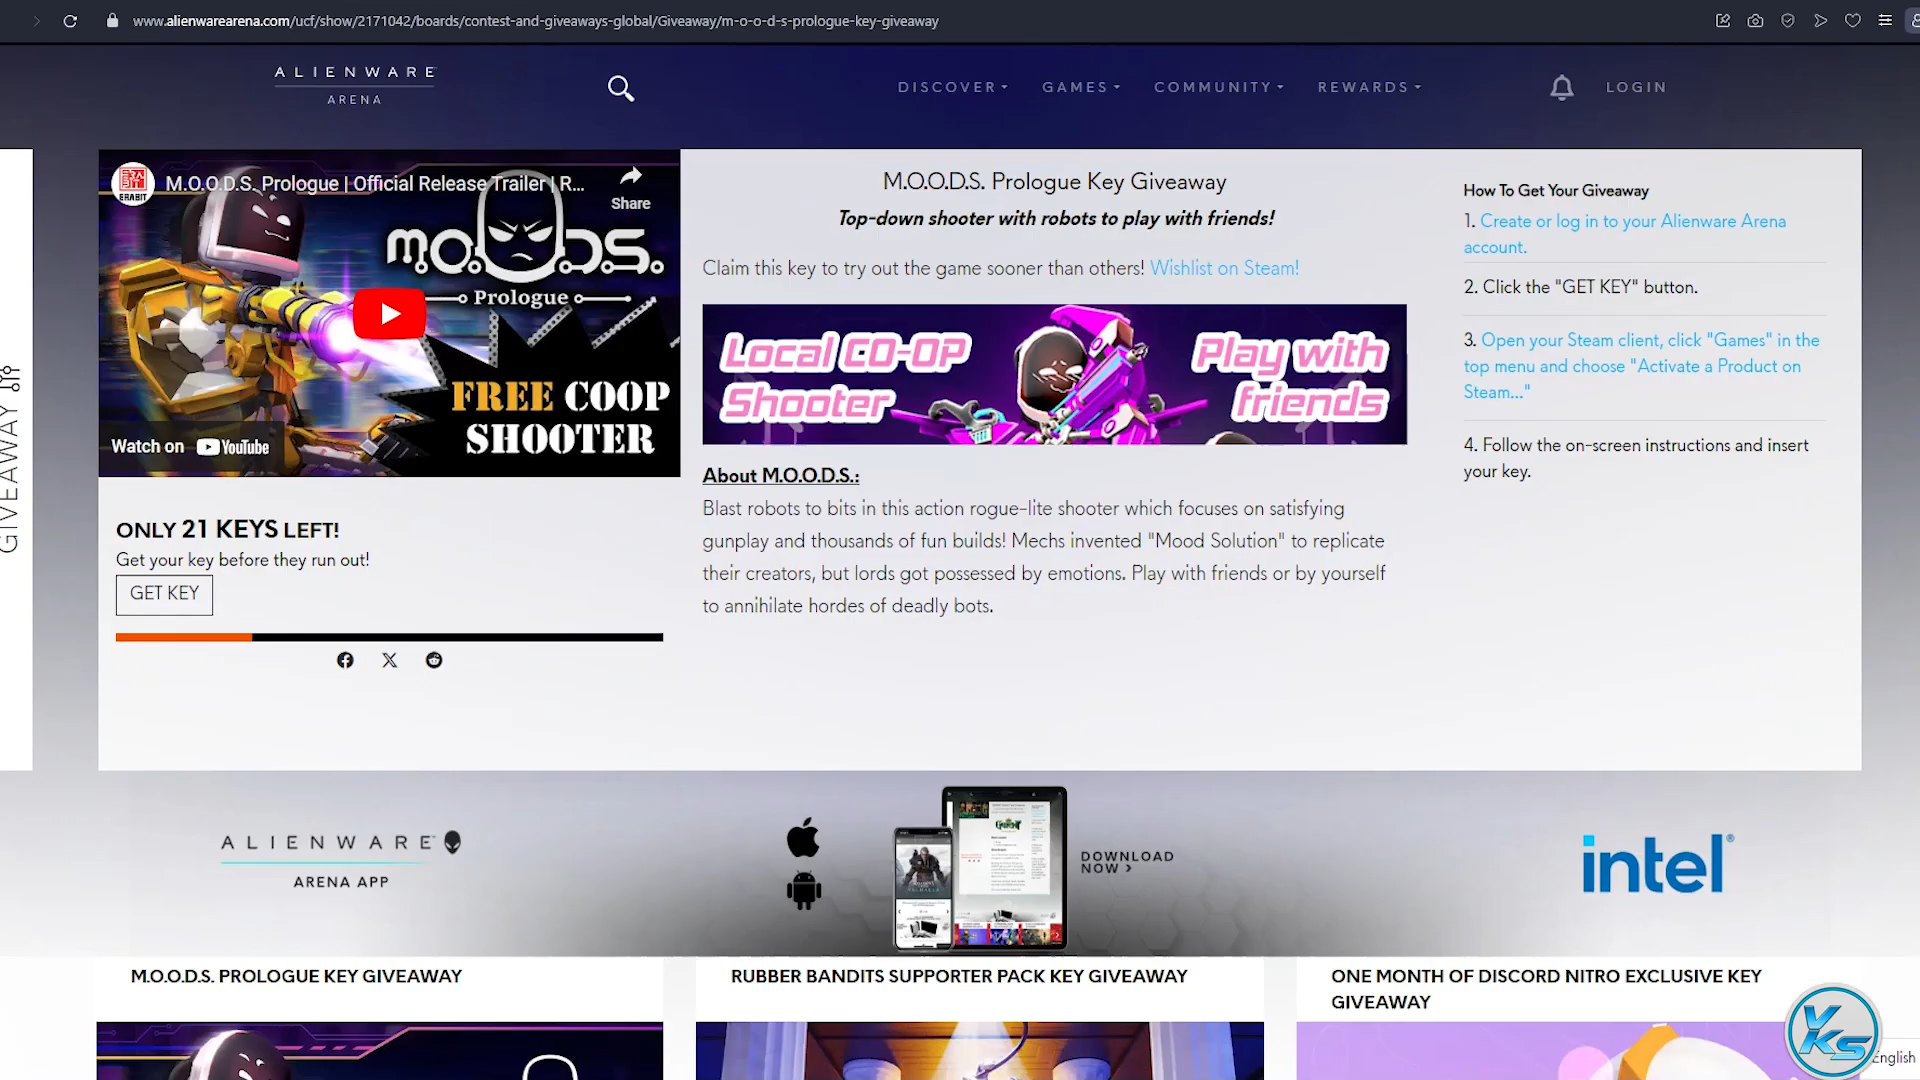 www.alienwarearena.com/ucf/show/2171042/boards/contest-and-giveaways-global/Giveaway/m-o-o-d-s-prologue-key-giveaway
ALIENWARE
ARENA
DISCOVER
GAMES
COMMUNITY
REWARDS
LOGIN
GIVEAWAY
ERABIT
M.O.O.D.S. Prologue | Official Release Trailer | R...
Share
M.O.O.D.S.
Prologue
FREE COOP
SHOOTER
Watch on YouTube
ONLY 21 KEYS LEFT!
Get your key before they run out!
GET KEY
M.O.O.D.S. Prologue Key Giveaway
Top-down shooter with robots to play with friends!
Claim this key to try out the game sooner than others! Wishlist on Steam!
Local CO-OP
Shooter
Play with
friends
About M.O.O.D.S.:
Blast robots to bits in this action rogue-lite shooter which focuses on satisfying
gunplay and thousands of fun builds! Mechs invented "Mood Solution" to replicate
their creators, but lords got possessed by emotions. Play with friends or by yourself
to annihilate hordes of deadly bots.
How To Get Your Giveaway
1. Create or log in to your Alienware Arena
account.
2. Click the "GET KEY" button.
3. Open your Steam client, click "Games" in the
top menu and choose "Activate a Product on
Steam..."
4. Follow the on-screen instructions and insert
your key.
ALIENWARE
ARENA APP
DOWNLOAD
NOW >
intel
M.O.O.D.S. PROLOGUE KEY GIVEAWAY
RUBBER BANDITS SUPPORTER PACK KEY GIVEAWAY
ONE MONTH OF DISCORD NITRO EXCLUSIVE KEY
GIVEAWAY
VKS
English